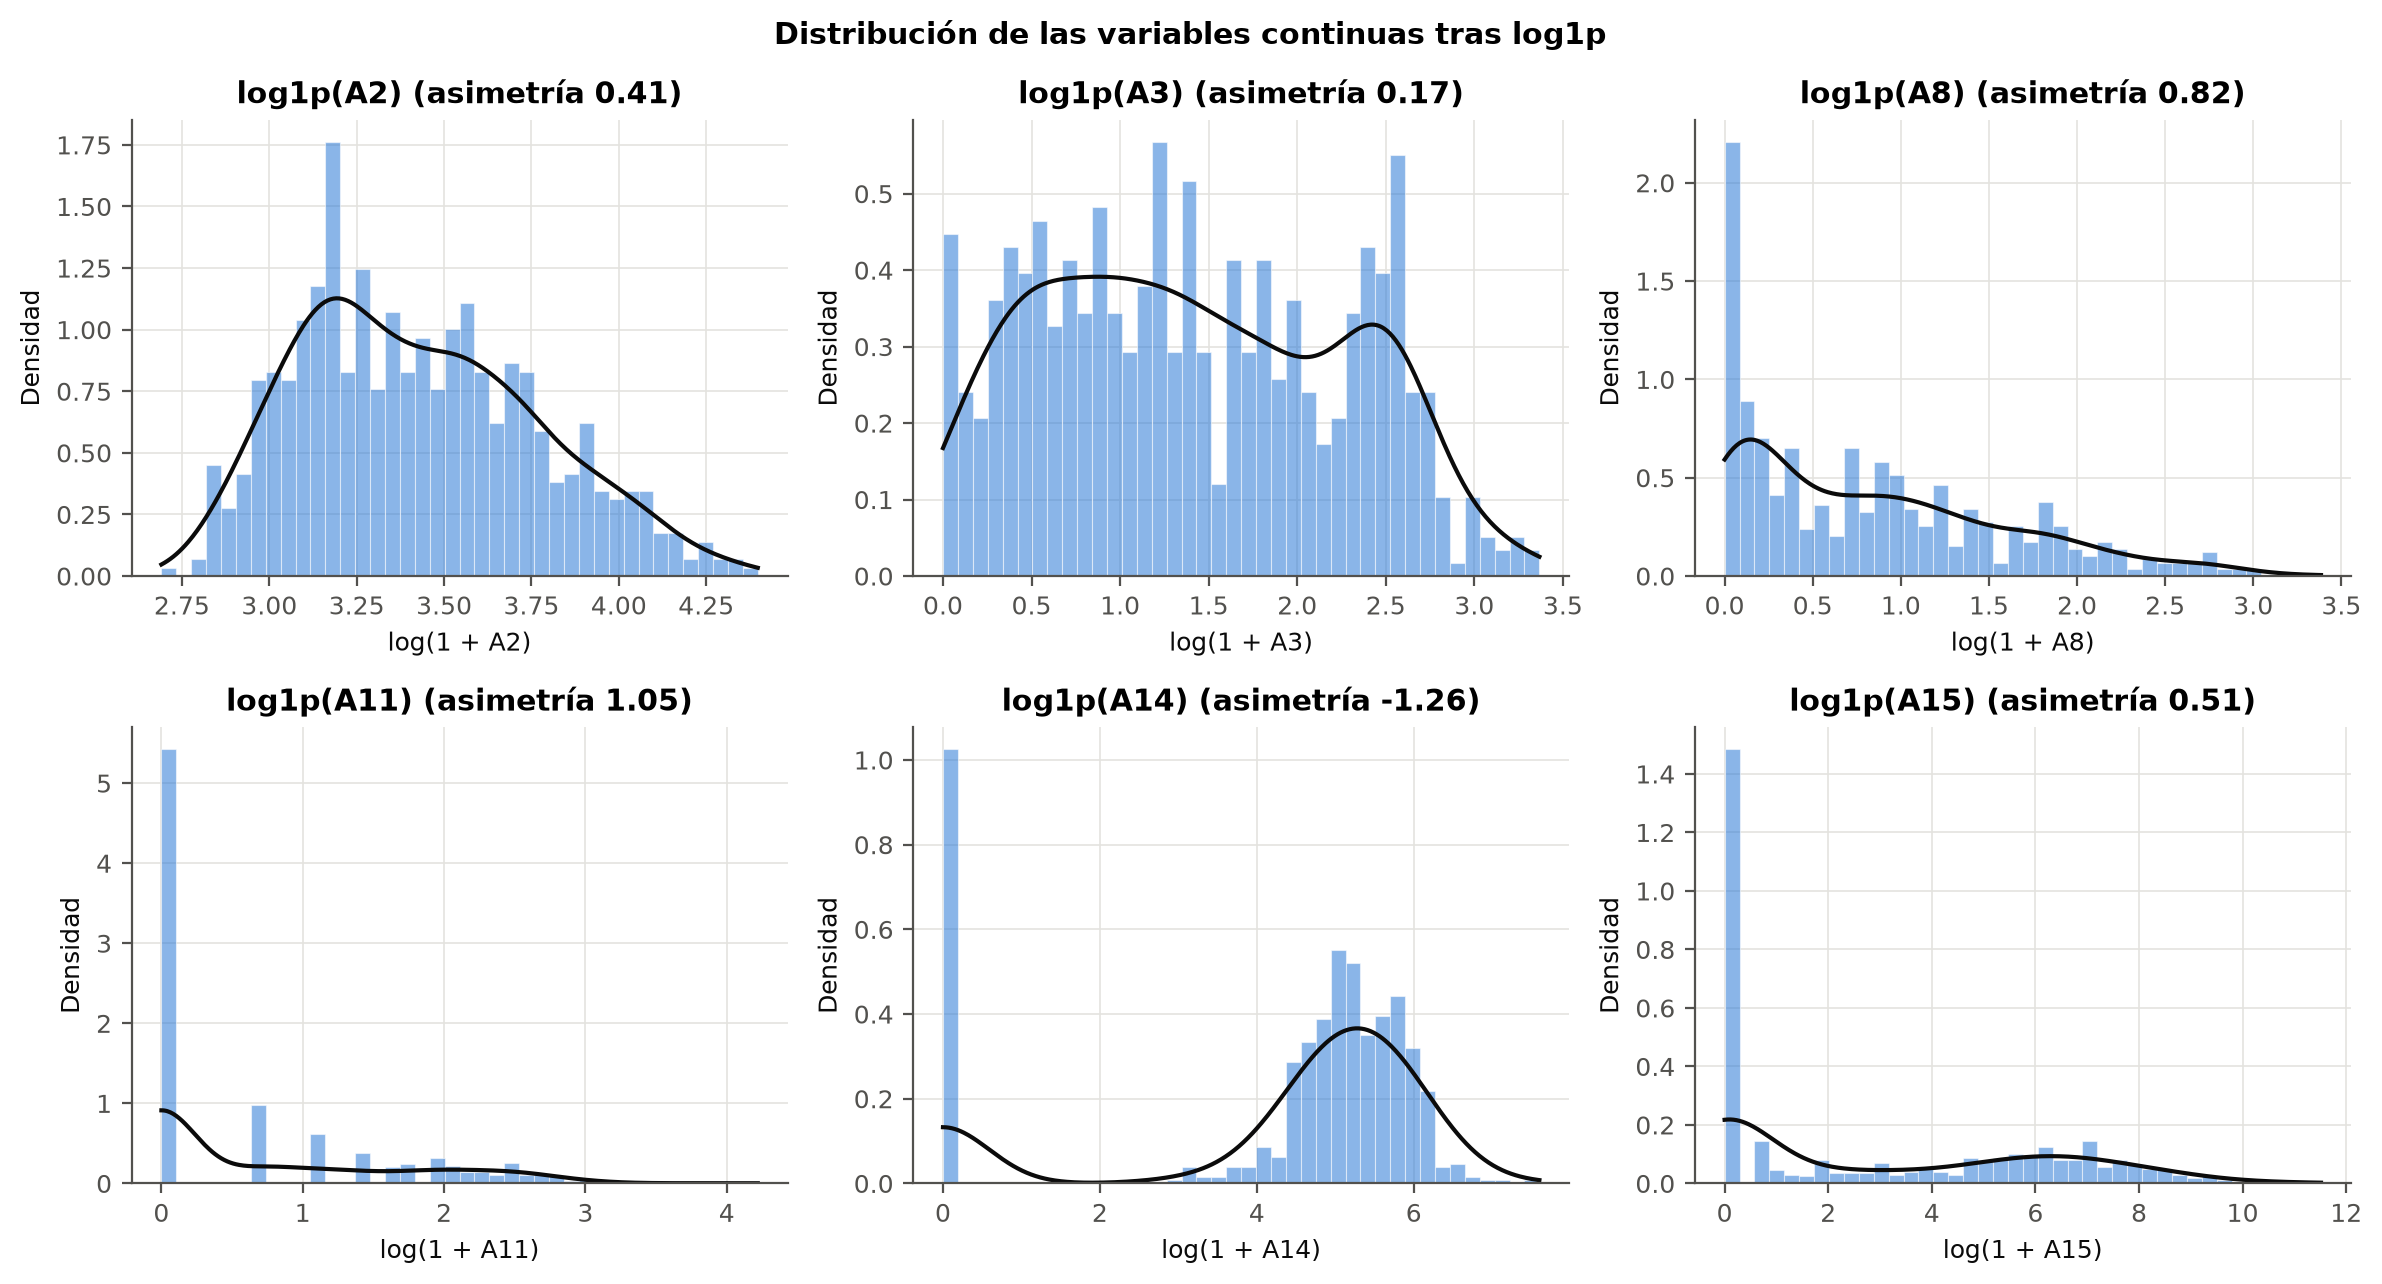 Distribución de las variables continuas tras log1p
log1p(A2) (asimetría 0.41)
Densidad
1.75
1.50
1.25
1.00
0.75
0.50
0.25
0.00
2.75 3.00 3.25 3.50 3.75 4.00 4.25
log(1 + A2)
log1p(A3) (asimetría 0.17)
Densidad
0.5
0.4
0.3
0.2
0.1
0.0
0.0 0.5 1.0 1.5 2.0 2.5 3.0 3.5
log(1 + A3)
log1p(A8) (asimetría 0.82)
Densidad
2.0
1.5
1.0
0.5
0.0
0.0 0.5 1.0 1.5 2.0 2.5 3.0 3.5
log(1 + A8)
log1p(A11) (asimetría 1.05)
Densidad
5
4
3
2
1
0
0 1 2 3 4
log(1 + A11)
log1p(A14) (asimetría -1.26)
Densidad
1.0
0.8
0.6
0.4
0.2
0.0
0 2 4 6
log(1 + A14)
log1p(A15) (asimetría 0.51)
Densidad
1.4
1.2
1.0
0.8
0.6
0.4
0.2
0.0
0 2 4 6 8 10 12
log(1 + A15)